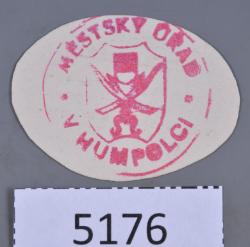 MĚSTSKÝ ÚŘAD
V HUMPOLCI
5176